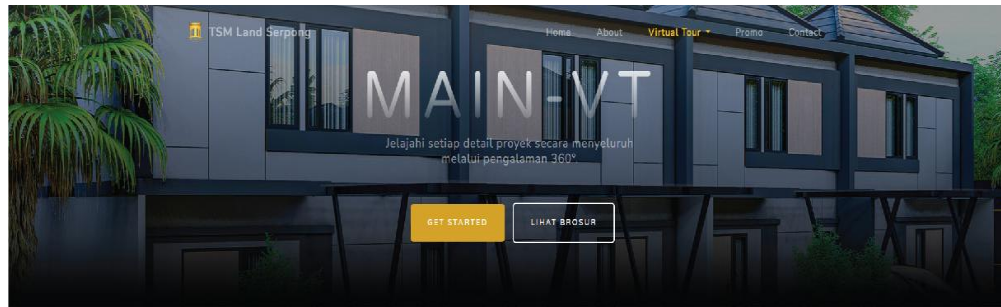 TSM Land Serpong
Home About Virtual Tour Promo Contact
MAIN-VT
Jelajahi setiap detail proyek secara menyeluruh
melalui pengalaman 360°
GET STARTED LIHAT BROSUR